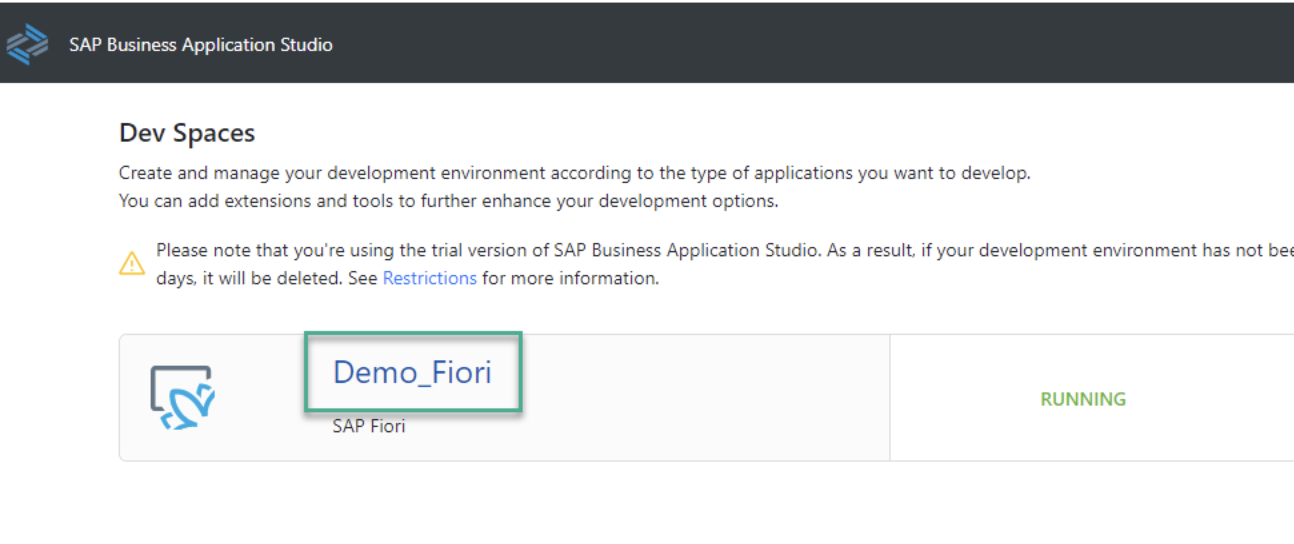 SAP Business Application Studio
Dev Spaces
Create and manage your development environment according to the type of applications you want to develop.
You can add extensions and tools to further enhance your development options.
Please note that you're using the trial version of SAP Business Application Studio. As a result, if your development environment has not
days, it will be deleted. See Restrictions for more information.
Demo_Fiori
RUNNING
SAP Fiori